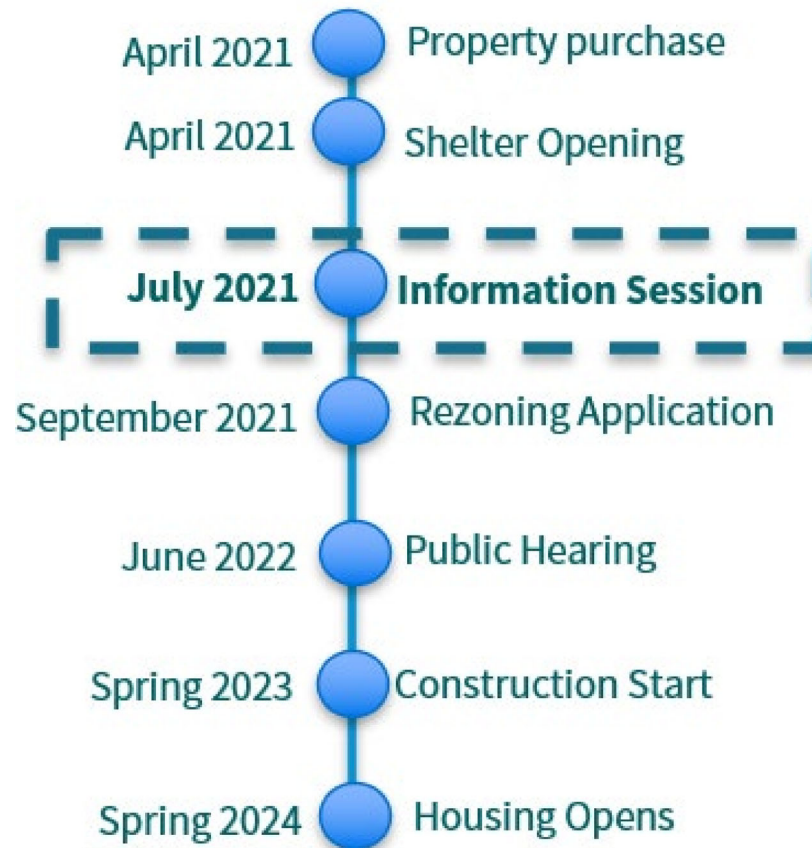 April 2021 Property purchase
April 2021 Shelter Opening
July 2021 Information Session
September 2021 Rezoning Application
June 2022 Public Hearing
Spring 2023 Construction Start
Spring 2024 Housing Opens